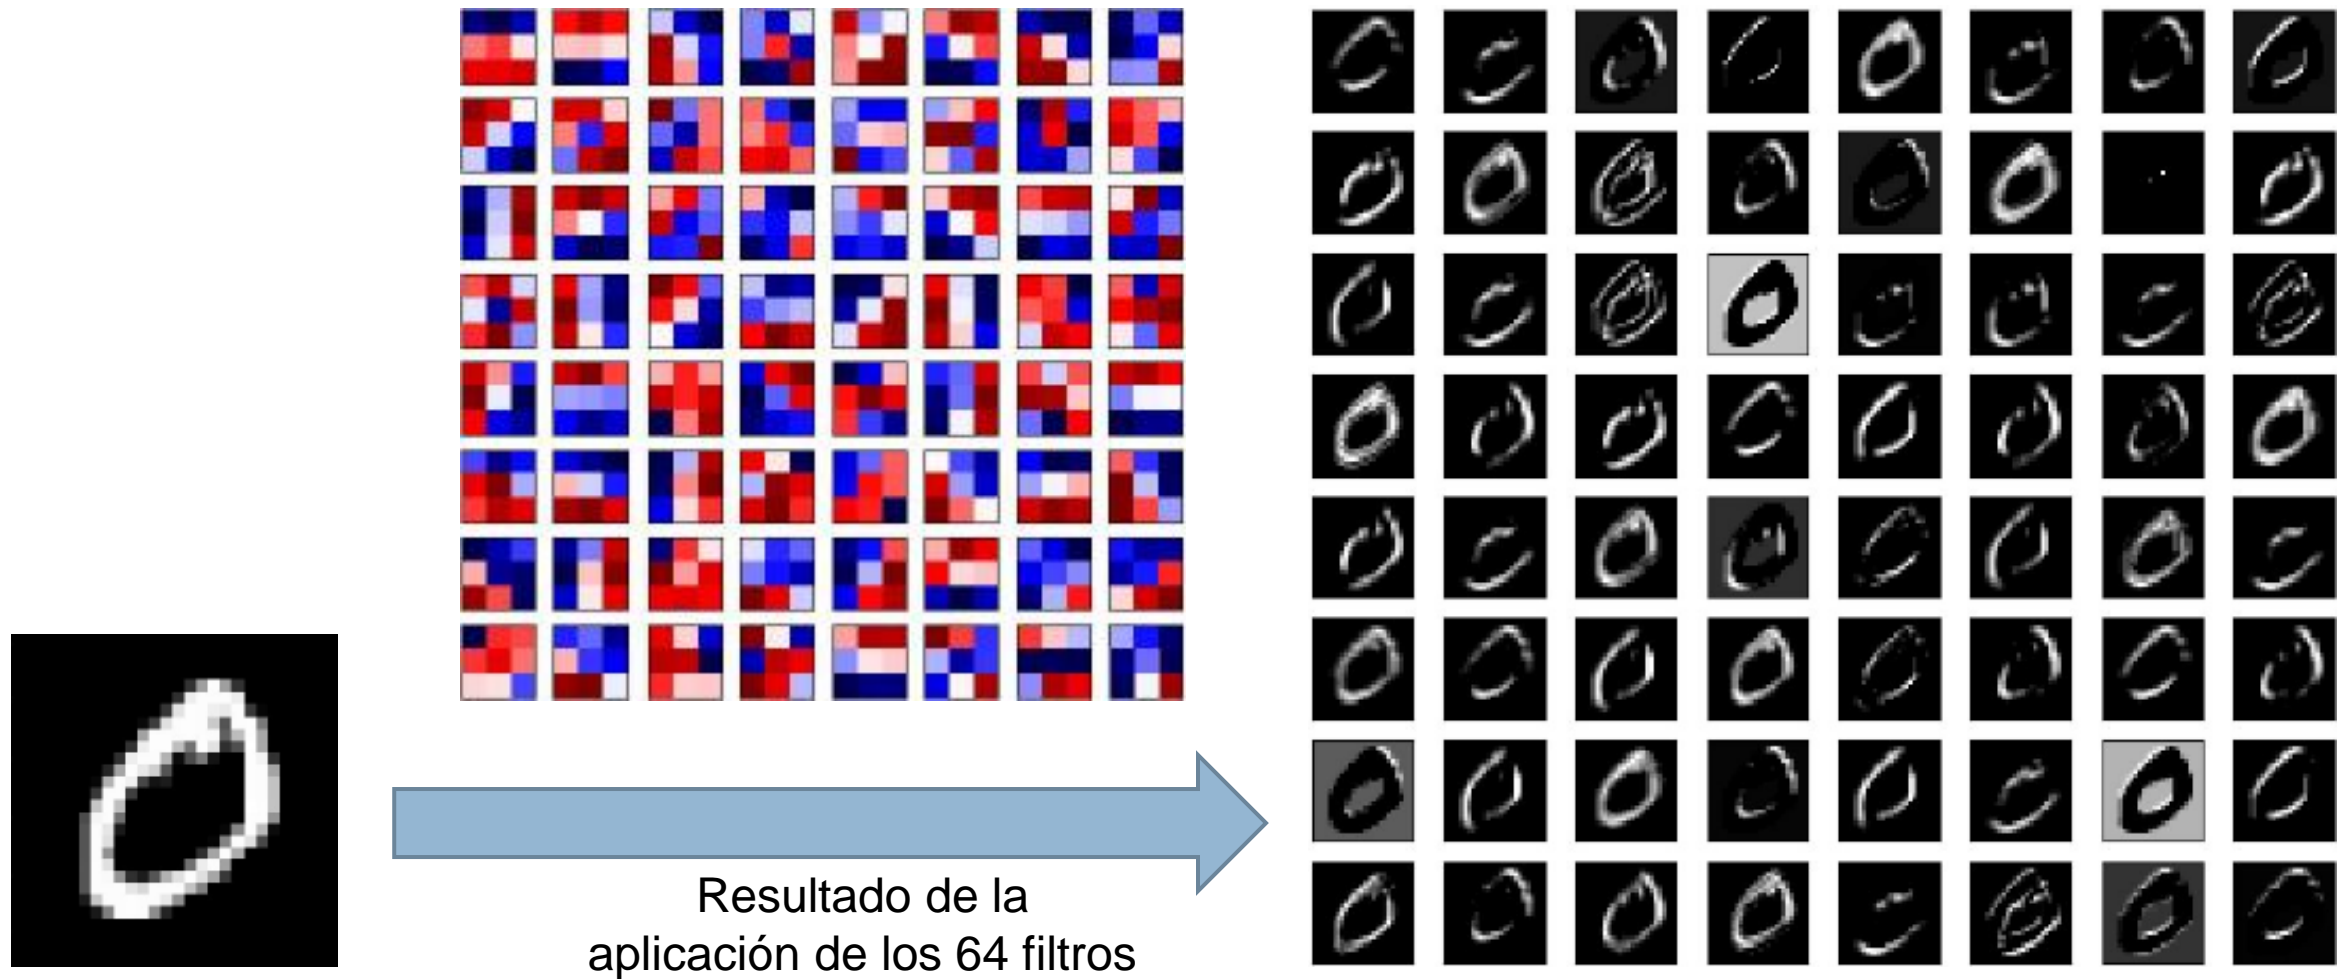 Resultado de la
aplicación de los 64 filtros